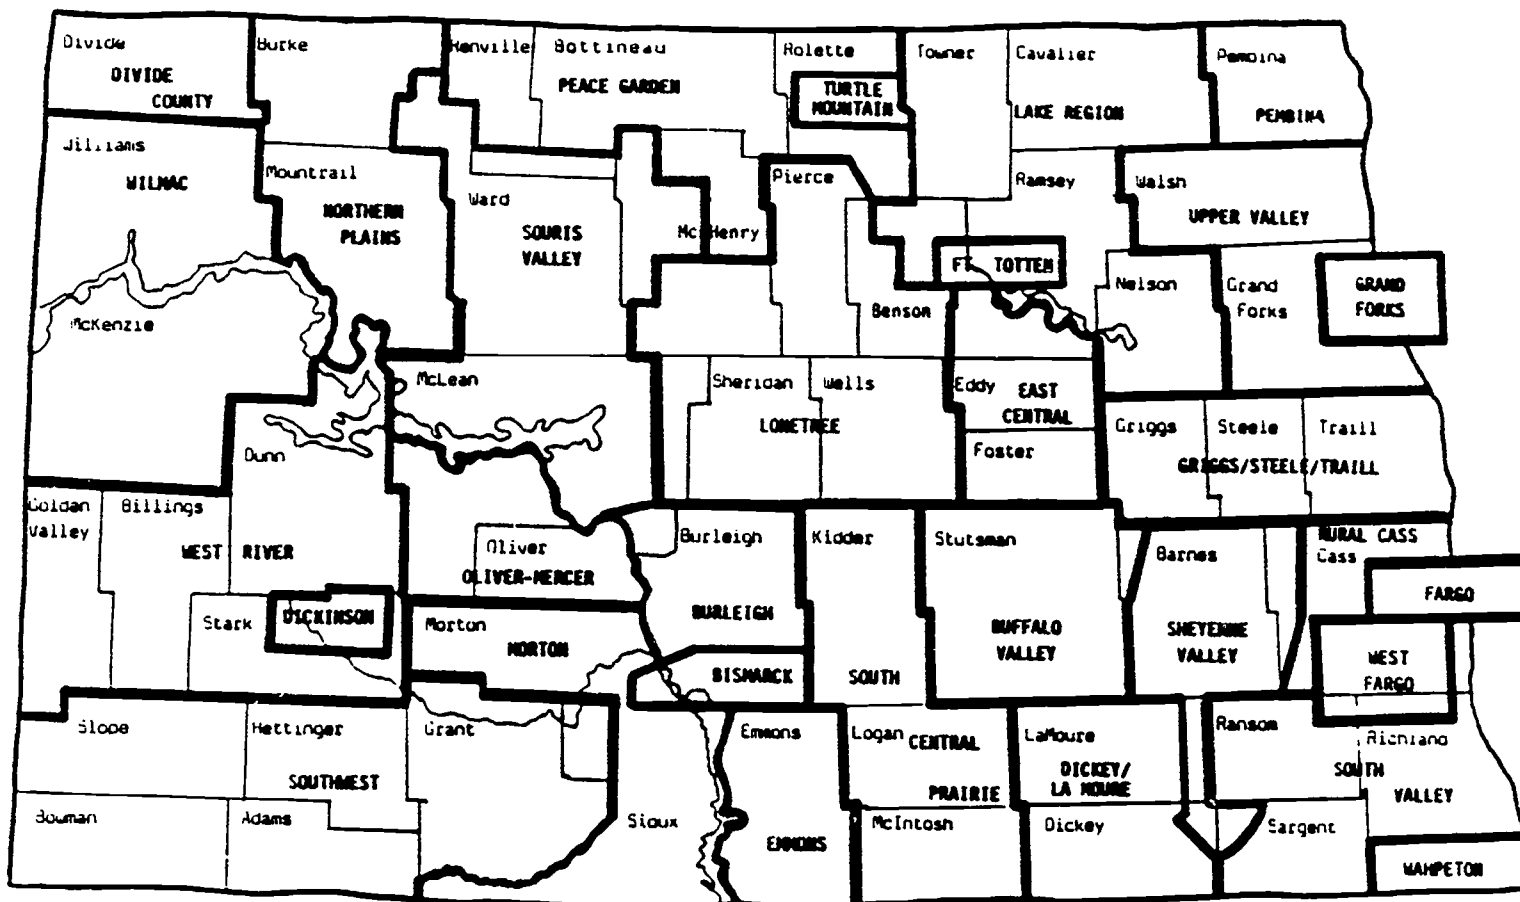 Divide
Burke
Renville
Bottineau
Rolette
Towner
Cavalier
Pembina
DIVIDE
COUNTY
PEACE GARDEN
TURTLE
MOUNTAIN
LAKE REGION
PEMBINA
Williams
WILMAC
Mountrail
NORTHERN
PLAINS
Ward
SOURIS
VALLEY
McHenry
Pierce
Ramsey
Walsh
UPPER VALLEY
FT. TOTTEN
Nelson
Grand
Forks
GRAND
FORKS
McKenzie
Benson
McLean
Sheridan
Wells
Eddy
EAST
CENTRAL
LONETREE
Dunn
Foster
Griggs
Steele
Traill
GRIGGS/STEELE/TRAILL
Golden
Valley
Billings
WEST RIVER
Oliver
OLIVER-MERCER
Burleigh
Kidder
Stutsman
Barnes
RURAL CASS
Cass
FARGO
Stark
DICKINSON
Morton
MORTON
BURLEIGH
BISMARCK
SOUTH
BUFFALO
VALLEY
SHEYENNE
VALLEY
WEST
FARGO
Slope
Hettinger
Grant
Emmons
Logan
CENTRAL
LaMoure
Ransom
Richland
SOUTHWEST
PRAIRIE
DICKEY/
LA MOURE
SOUTH
VALLEY
Bowman
Adams
Sioux
EMMONS
McIntosh
Dickey
Sargent
WAHPETON